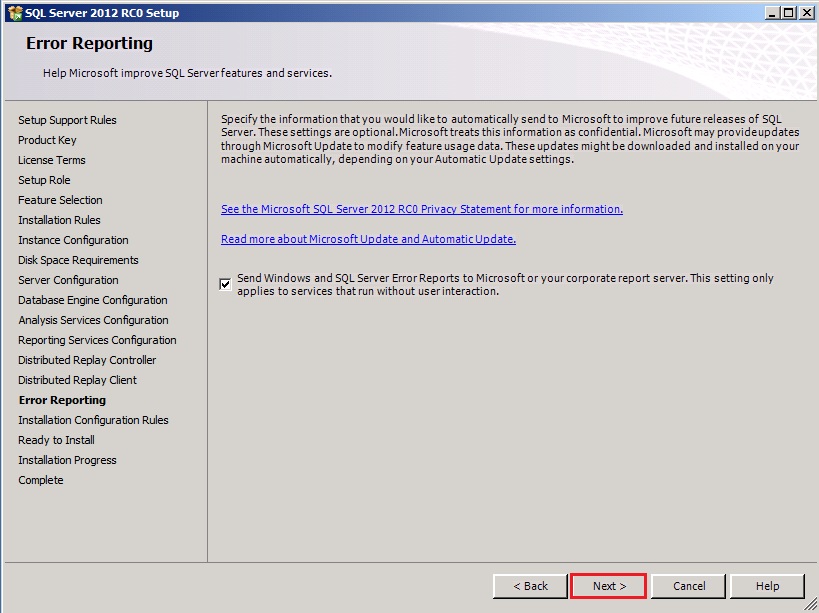 SQL Server 2012 RC0 Setup
Error Reporting
Help Microsoft improve SQL Server features and services.
Setup Support Rules
Product Key
License Terms
Setup Role
Feature Selection
Installation Rules
Instance Configuration
Disk Space Requirements
Server Configuration
Database Engine Configuration
Analysis Services Configuration
Reporting Services Configuration
Distributed Replay Controller
Distributed Replay Client
Error Reporting
Installation Configuration Rules
Ready to Install
Installation Progress
Complete
Specify the information that you would like to automatically send to Microsoft to improve future releases of SQL
Server. These settings are optional. Microsoft treats this information as confidential. Microsoft may provide updates
through Microsoft Update to modify feature usage data. These updates might be downloaded and installed on your
machine automatically, depending on your Automatic Update settings.
See the Microsoft SQL Server 2012 RC0 Privacy Statement for more information.
Read more about Microsoft Update and Automatic Update.
Send Windows and SQL Server Error Reports to Microsoft or your corporate report server. This setting only
applies to services that run without user interaction.
< Back
Next >
Cancel
Help